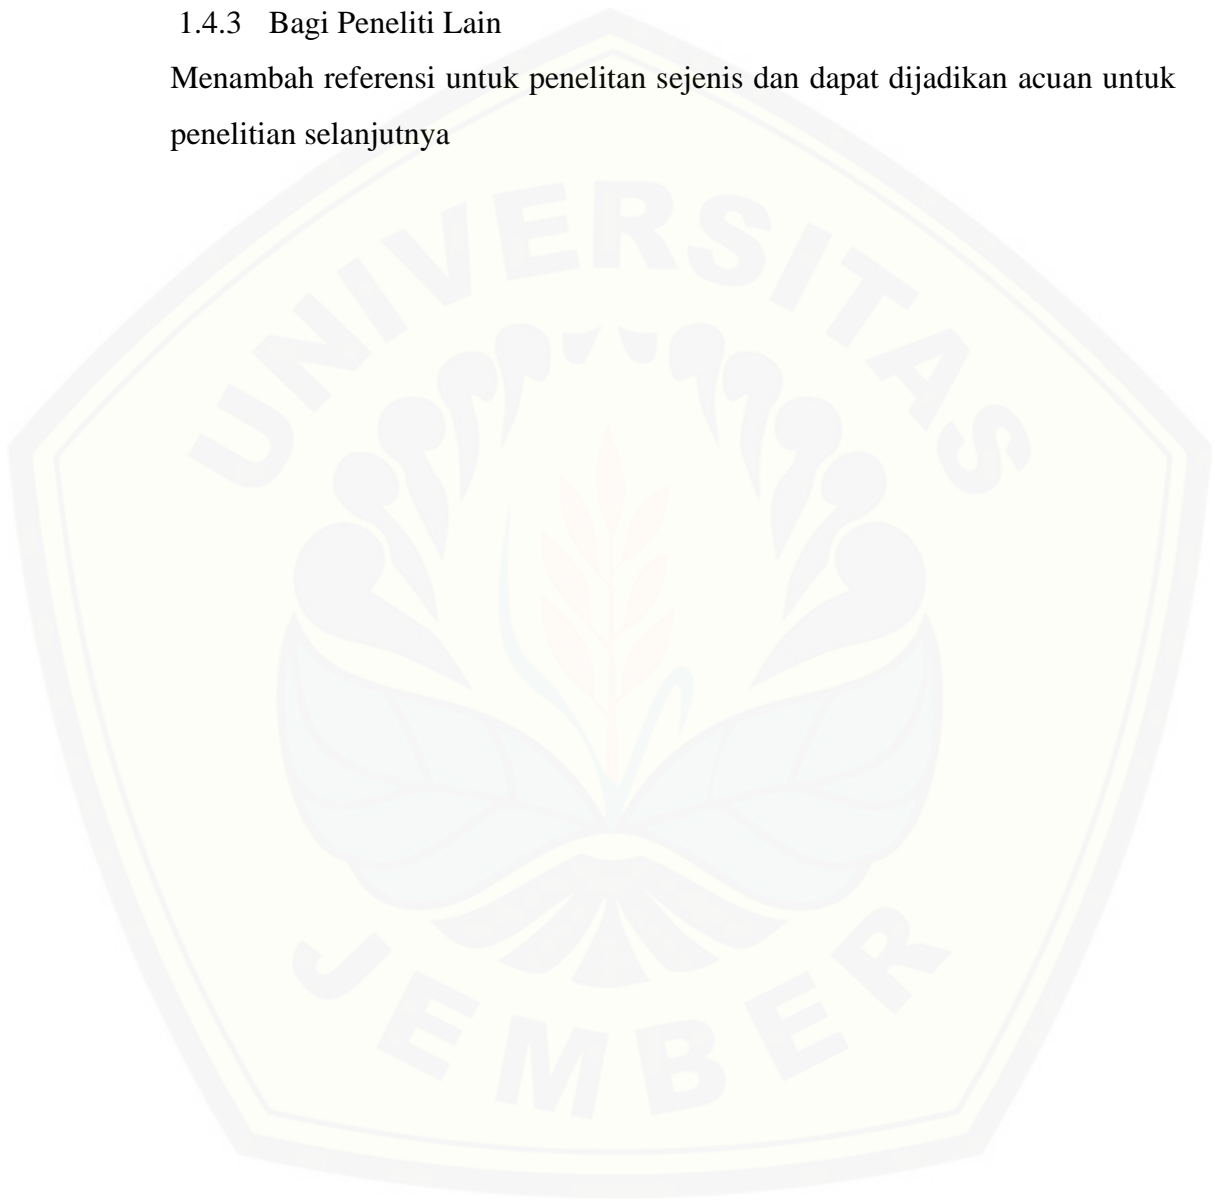 1.4.3 Bagi Peneliti Lain
Menambah referensi untuk penelitan sejenis dan dapat dijadikan acuan untuk
penelitian selanjutnya
UNIVERSITAS
JEMBER